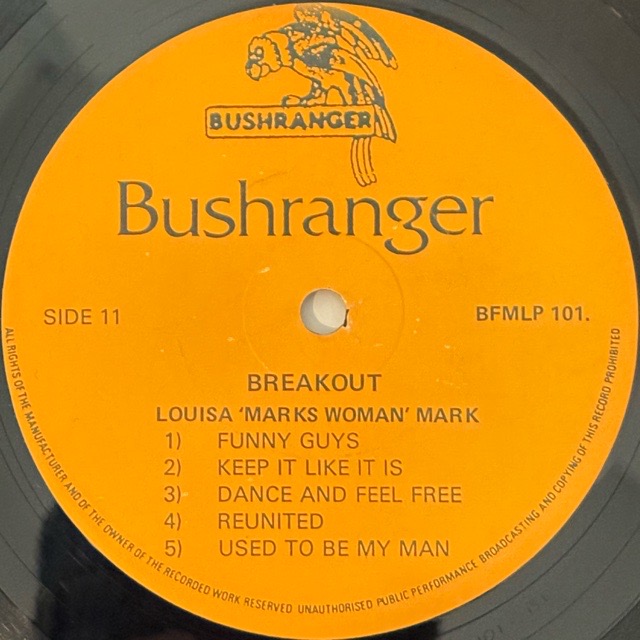 BUSHRANGER
Bushranger
SIDE 11
BFMLP 101.
BREAKOUT
LOUISA ‘MARKS WOMAN’ MARK
1) FUNNY GUYS
2) KEEP IT LIKE IT IS
3) DANCE AND FEEL FREE
4) REUNITED
5) USED TO BE MY MAN
ALL RIGHTS OF THE MANUFACTURER AND OF THE OWNER OF THE RECORDED WORK RESERVED UNAUTHORISED PUBLIC PERFORMANCE BROADCASTING AND COPYING OF THIS RECORD PROHIBITED